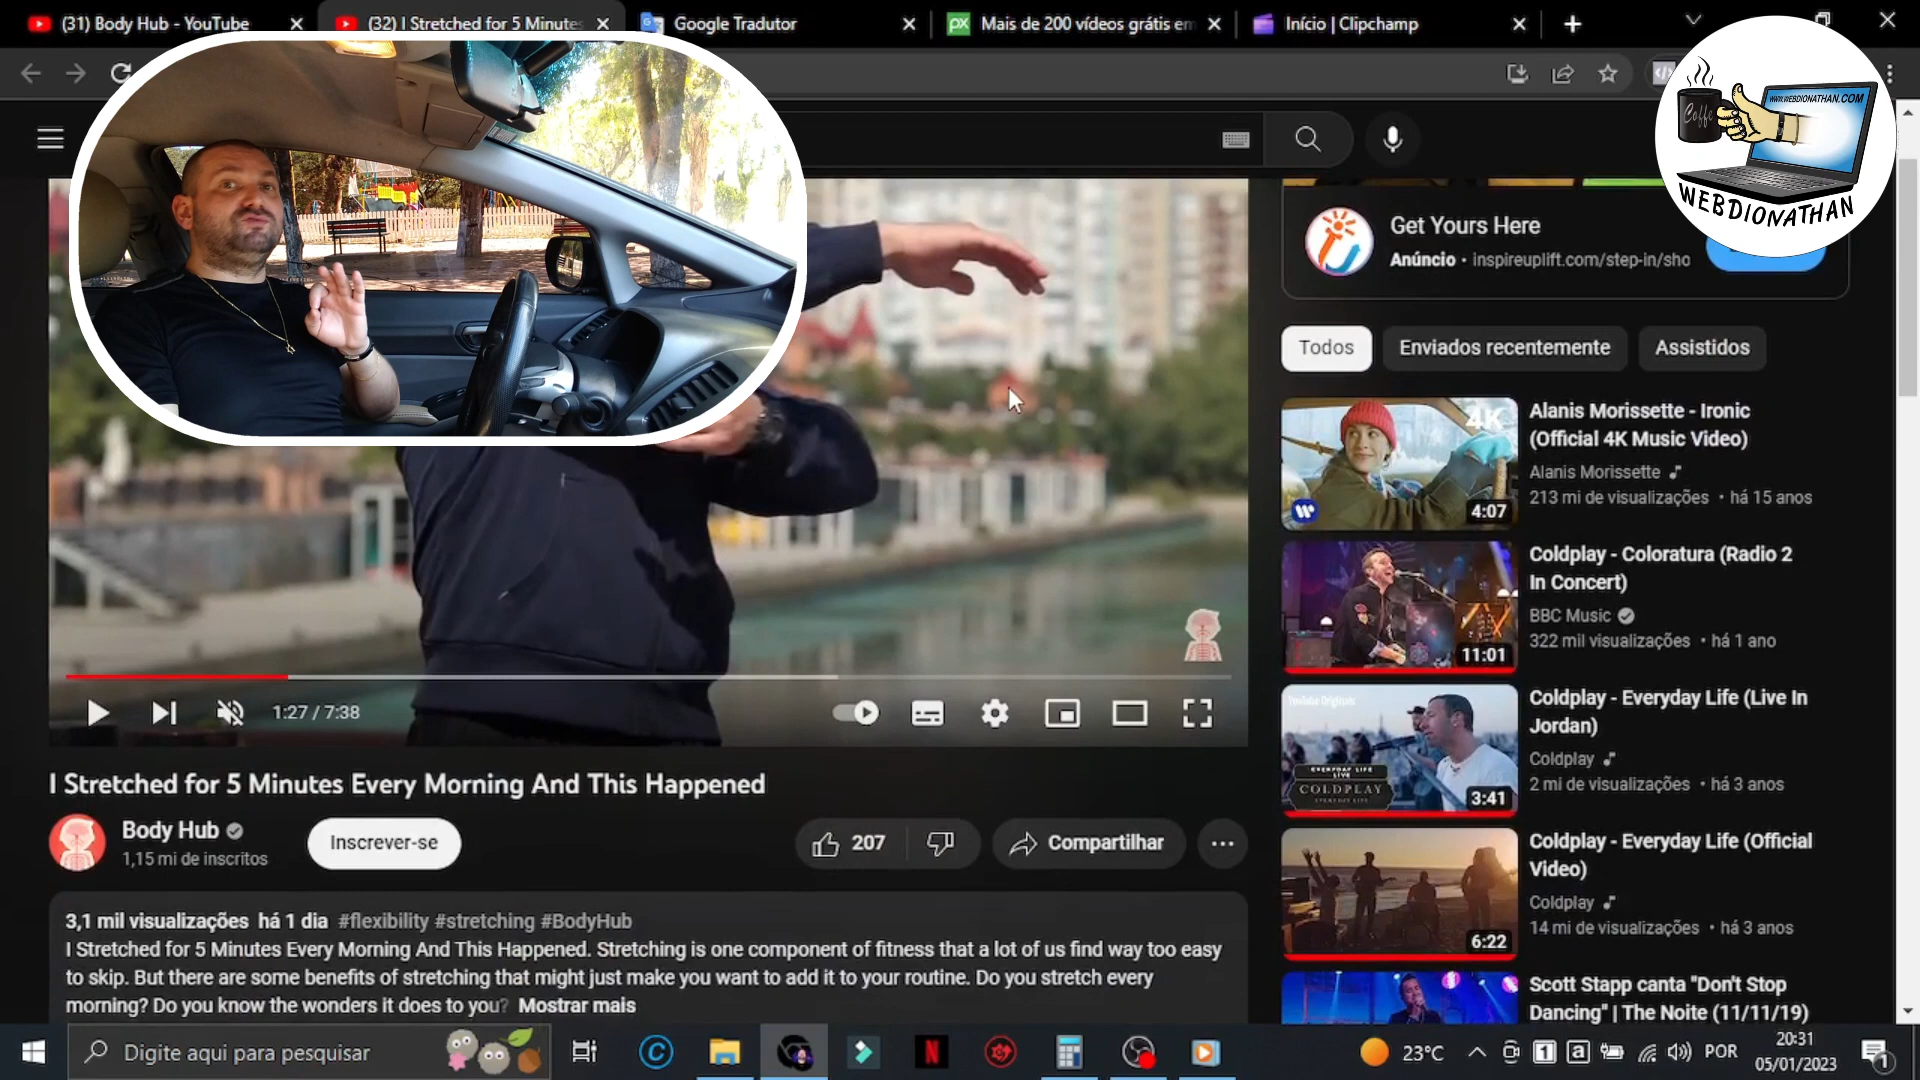 (31) Body Hub - YouTube
(32) I Stretched for 5 Minutes
Google Tradutor
Mais de 200 vídeos grátis em
Início | Clipchamp
Coffe
WWW.WEBDIONATHAN.COM
WEBDIONATHAN
Get Yours Here
Anúncio • inspireuplift.com/step-in/sho
Todos
Enviados recentemente
Assistidos
4K
4:07
Alanis Morissette - Ironic
(Official 4K Music Video)
Alanis Morissette
213 mi de visualizações • há 15 anos
11:01
Coldplay - Coloratura (Radio 2
In Concert)
BBC Music
322 mil visualizações • há 1 ano
YouTube Originals
EVERYDAY LIFE
LIVE
COLDPLAY
3:41
Coldplay - Everyday Life (Live In
Jordan)
Coldplay
2 mi de visualizações • há 3 anos
6:22
Coldplay - Everyday Life (Official
Video)
Coldplay
14 mi de visualizações • há 3 anos
Scott Stapp canta "Don't Stop
Dancing" | The Noite (11/11/19)
1:27 / 7:38
I Stretched for 5 Minutes Every Morning And This Happened
Body Hub
1,15 mi de inscritos
Inscrever-se
207
Compartilhar
3,1 mil visualizações há 1 dia #flexibility #stretching #BodyHub
I Stretched for 5 Minutes Every Morning And This Happened. Stretching is one component of fitness that a lot of us find way too easy
to skip. But there are some benefits of stretching that might just make you want to add it to your routine. Do you stretch every
morning? Do you know the wonders it does to you? Mostrar mais
Digite aqui para pesquisar
23°C
POR
20:31
05/01/2023
1